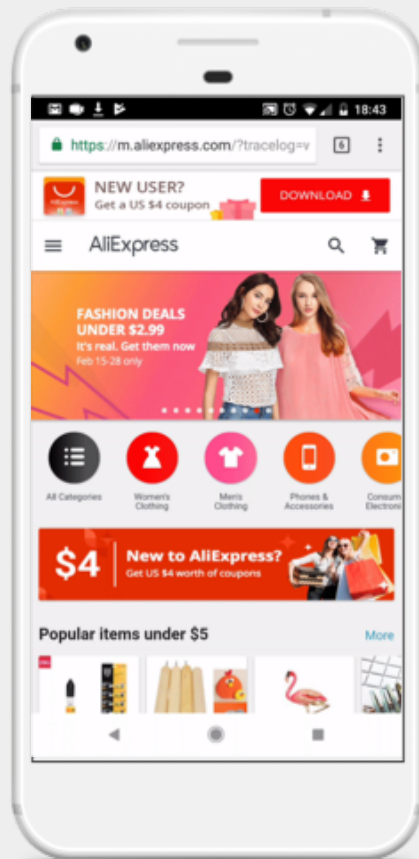 18:43
https://m.aliexpress.com/?tracelog=v
6
NEW USER?
Get a US $4 coupon
DOWNLOAD
AliExpress
AliExpress
FASHION DEALS
UNDER $2.99
It's real. Get them now
Feb 15-28 only
All Categories
Women's
Clothing
Men's
Clothing
Phones &
Accessories
Consum
Electroni
$4
New to AliExpress?
Get US $4 worth of coupons
Popular items under $5
More